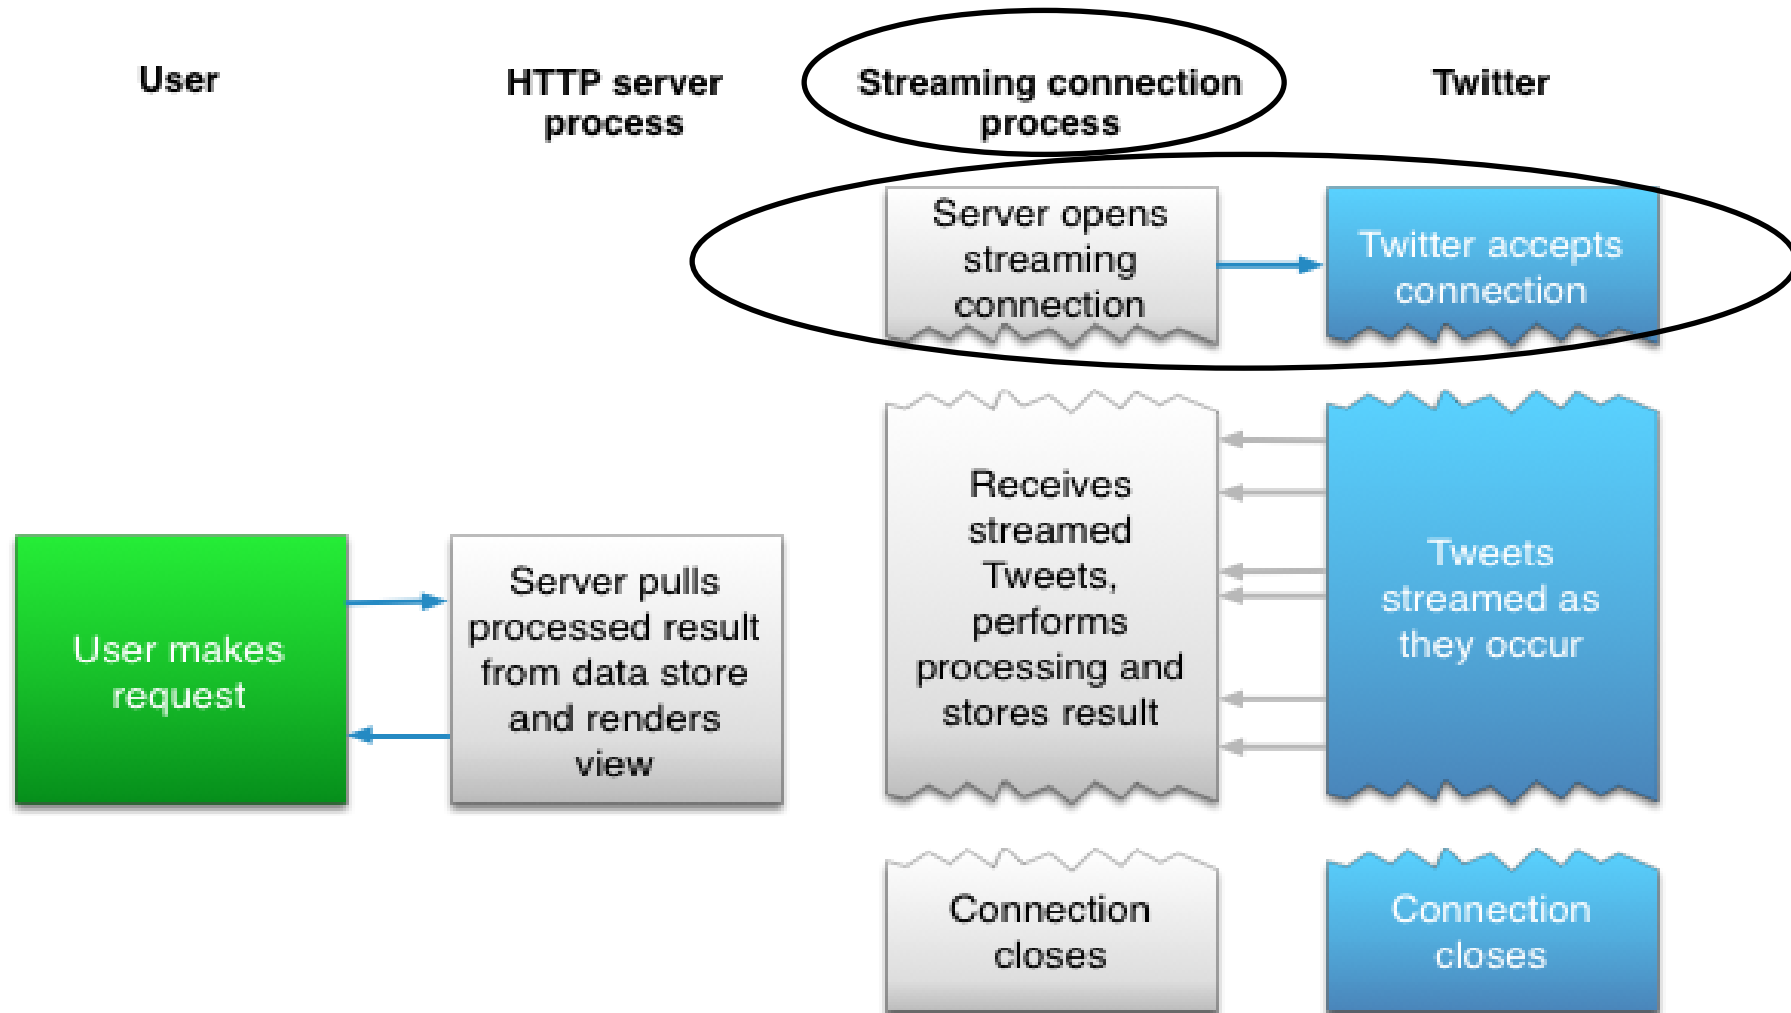 User
HTTP server
process
Streaming connection
process
Twitter
Server opens
streaming
connection
Twitter accepts
connection
User makes
request
Server pulls
processed result
from data store
and renders
view
Receives
streamed
Tweets,
performs
processing and
stores result
Tweets
streamed as
they occur
Connection
closes
Connection
closes